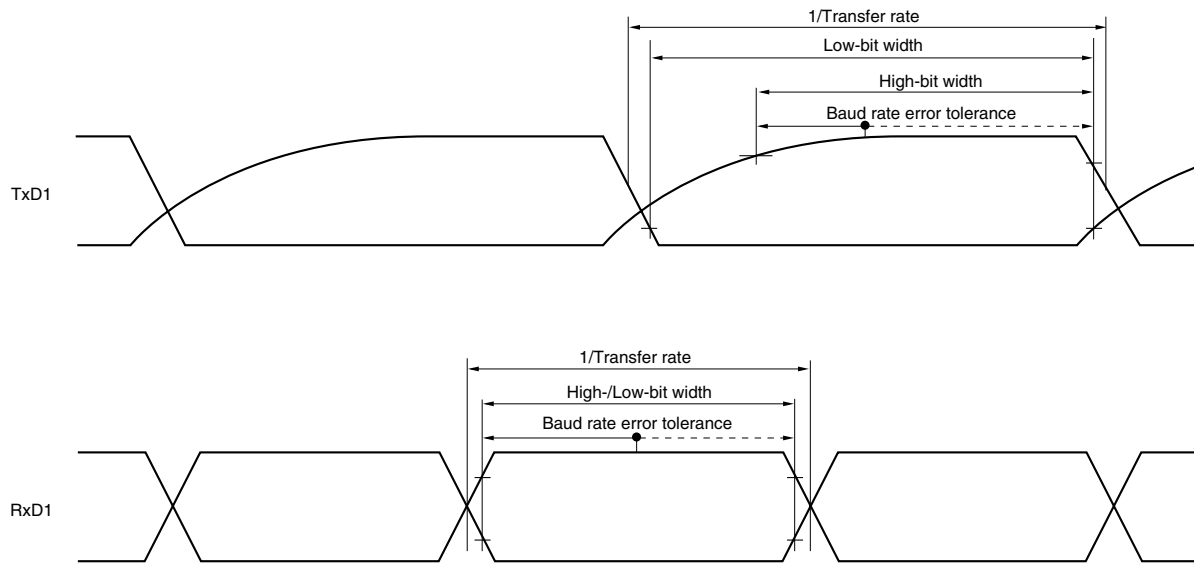 1/Transfer rate
Low-bit width
High-bit width
Baud rate error tolerance
TxD1
1/Transfer rate
High-/Low-bit width
Baud rate error tolerance
RxD1